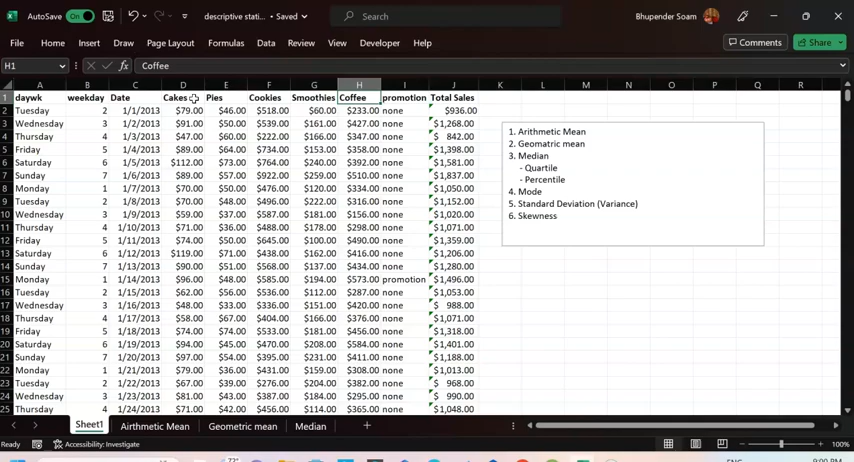 AutoSave On descriptive stati... • Saved Search Bhupender Soam
File Home Insert Draw Page Layout Formulas Data Review View Automate Developer Help Comments Share
H1 fx Coffee
A B C D E F G H I J K L M N O P Q R
1 daywk weekday Date Cakes Pies Cookies Smoothies Coffee promotion Total Sales
2 Tuesday 2 1/1/2013 $79.00 $46.00 $518.00 $60.00 $233.00 none $936.00
3 Wednesday 3 1/2/2013 $91.00 $50.00 $539.00 $161.00 $427.00 none $1,268.00
4 Thursday 4 1/3/2013 $47.00 $60.00 $222.00 $166.00 $347.00 none $ 842.00
5 Friday 5 1/4/2013 $89.00 $64.00 $734.00 $153.00 $358.00 none $1,398.00
6 Saturday 6 1/5/2013 $112.00 $73.00 $764.00 $240.00 $392.00 none $1,581.00
7 Sunday 7 1/6/2013 $89.00 $57.00 $922.00 $259.00 $510.00 none $1,837.00
8 Monday 1 1/7/2013 $70.00 $50.00 $476.00 $120.00 $334.00 none $1,050.00
9 Tuesday 2 1/8/2013 $70.00 $48.00 $496.00 $222.00 $316.00 none $1,152.00
10 Wednesday 3 1/9/2013 $59.00 $37.00 $587.00 $181.00 $156.00 none $1,020.00
11 Thursday 4 1/10/2013 $71.00 $36.00 $488.00 $178.00 $298.00 none $1,071.00
12 Friday 5 1/11/2013 $74.00 $50.00 $645.00 $100.00 $490.00 none $1,359.00
13 Saturday 6 1/12/2013 $119.00 $71.00 $438.00 $162.00 $416.00 none $1,206.00
14 Sunday 7 1/13/2013 $90.00 $51.00 $568.00 $137.00 $434.00 none $1,280.00
15 Monday 1 1/14/2013 $96.00 $48.00 $585.00 $194.00 $573.00 promotion $1,496.00
16 Tuesday 2 1/15/2013 $62.00 $56.00 $536.00 $112.00 $287.00 none $1,053.00
17 Wednesday 3 1/16/2013 $48.00 $33.00 $336.00 $151.00 $420.00 none $ 988.00
18 Thursday 4 1/17/2013 $58.00 $67.00 $404.00 $166.00 $376.00 none $1,071.00
19 Friday 5 1/18/2013 $74.00 $74.00 $533.00 $181.00 $456.00 none $1,318.00
20 Saturday 6 1/19/2013 $94.00 $45.00 $470.00 $208.00 $584.00 none $1,401.00
21 Sunday 7 1/20/2013 $97.00 $54.00 $395.00 $231.00 $411.00 none $1,188.00
22 Monday 1 1/21/2013 $79.00 $36.00 $431.00 $159.00 $308.00 none $1,013.00
23 Tuesday 2 1/22/2013 $67.00 $39.00 $276.00 $204.00 $382.00 none $ 968.00
24 Wednesday 3 1/23/2013 $81.00 $43.00 $387.00 $184.00 $295.00 none $ 990.00
25 Thursday 4 1/24/2013 $71.00 $42.00 $456.00 $114.00 $365.00 none $1,048.00
1. Arithmetic Mean
2. Geomatric mean
3. Median
- Quartile
- Percentile
4. Mode
5. Standard Deviation (Variance)
6. Skewness
Sheet1 Airthmetic Mean Geometric mean Median
Ready Accessibility: Investigate 100%
72° ENG 9:00 PM